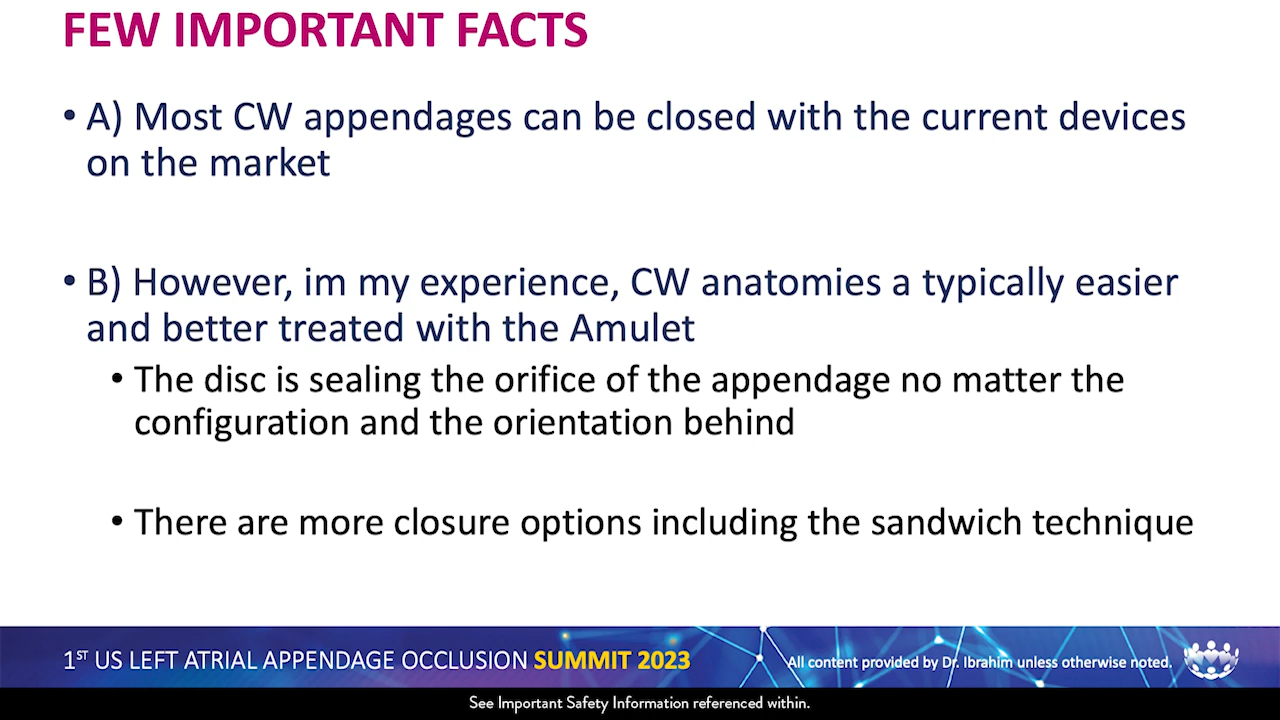 FEW IMPORTANT FACTS
• A) Most CW appendages can be closed with the current devices
on the market
• B) However, im my experience, CW anatomies a typically easier
and better treated with the Amulet
• The disc is sealing the orifice of the appendage no matter the
configuration and the orientation behind
• There are more closure options including the sandwich technique
1ST US LEFT ATRIAL APPENDAGE OCCLUSION SUMMIT 2023
All content provided by Dr. Ibrahim unless otherwise noted.
See Important Safety Information referenced within.